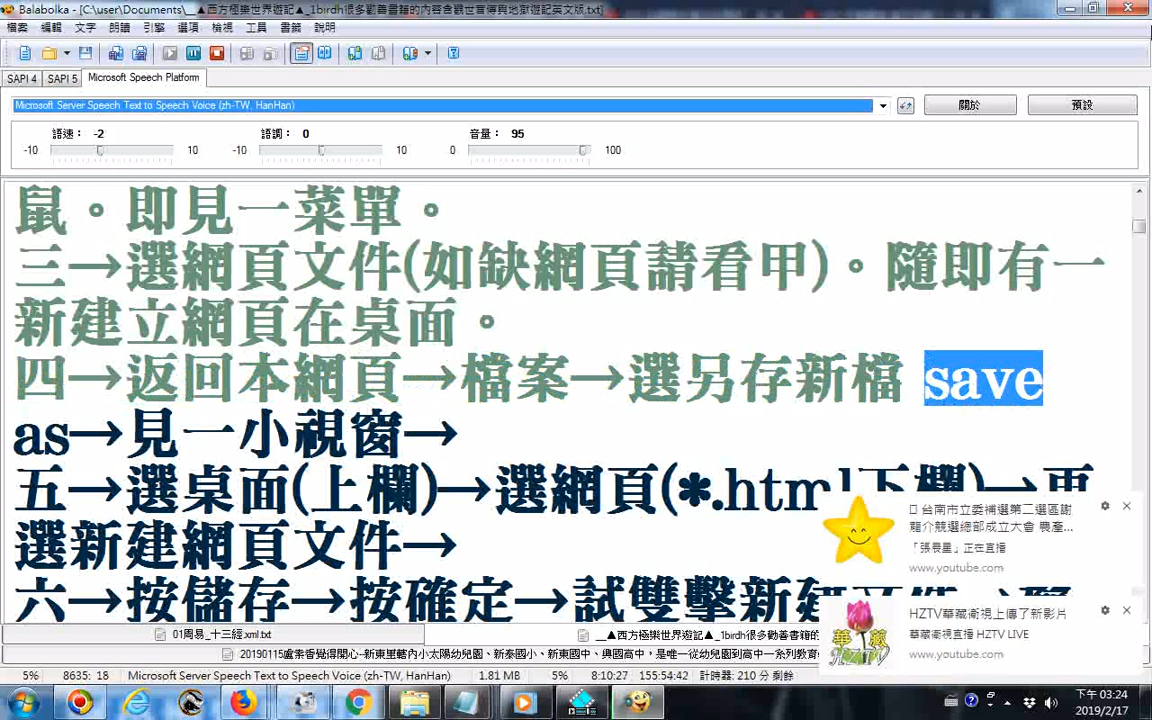 Balabolka - [C:\user\Documents\__▲西方極樂世界遊記▲_1birdh很多勸善書籍的內容含觀世音傳與地獄遊記英文版.txt]
檔案 編輯 文字 朗讀 引擎 選項 檢視 工具 書籤 說明
SAPI 4 SAPI 5 Microsoft Speech Platform
Microsoft Server Speech Text to Speech Voice (zh-TW, HanHan)
關於 預設
語速： -2 語調： 0 音量： 95
-10 10 -10 10 0 100
鼠。即見一菜單。
三→選網頁文件(如缺網頁請看甲)。隨即有一
新建立網頁在桌面。
四→返回本網頁→檔案→選另存新檔 save
as→見一小視窗→
五→選桌面(上欄)→選網頁(*.html下欄)→再
選新建網頁文件→
六→按儲存→按確定→試雙擊新建
台南市立委補選第二選區謝
龍介競選總部成立大會 農產...
「張景星」正在直播
www.youtube.com
HZTV華藏衛視上傳了新影片
華藏衛視直播 HZTV LIVE
www.youtube.com
華藏
HZTV
01周易_十三經.xml.txt
__▲西方極樂世界遊記▲_1birdh很多勸善書籍的
20190115盧素香覺得開心-新東里轄內小太陽幼兒園、新泰國小、新東國中、興國高中，是唯一從幼兒園到高中一系列教育
5% 8635: 18 Microsoft Server Speech Text to Speech Voice (zh-TW, HanHan) 1.81 MB 5% 8:10:27 155:54:42 計時器: 210 分 剩餘
下午 03:24
2019/2/17